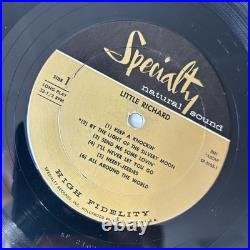 Specialty
natural sound
SIDE 1
LONG PLAY
33-1/3 RPM
LITTLE RICHARD
(1) KEEP A KNOCKIN'
*(2) BY THE LIGHT OF THE SILVERY MOON
(3) SEND ME SOME LOVIN'
(4) I'LL NEVER LET YOU GO
(5) HEEBY-JEEBIES
(6) ALL AROUND THE WORLD
HIGH FIDELITY